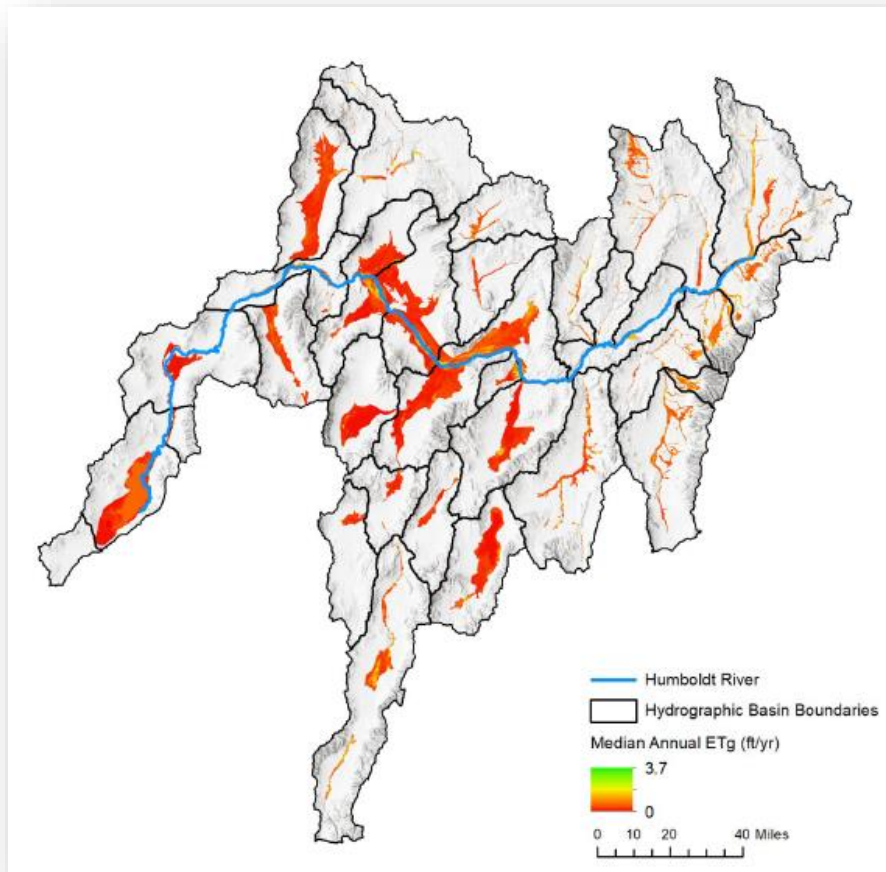 Humboldt River
Hydrographic Basin Boundaries
Median Annual ETg (ft/yr)
3.7
0
0 10 20 40 Miles